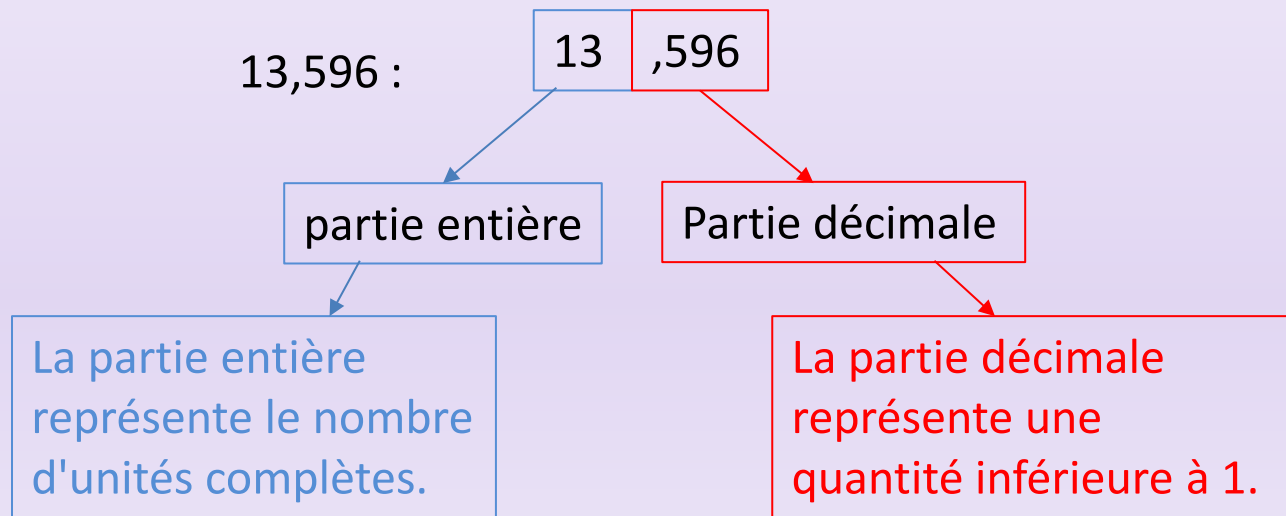 13,596 :
13 ,596
partie entière
Partie décimale
La partie entière
représente le nombre
d'unités complètes.
La partie décimale
représente une
quantité inférieure à 1.